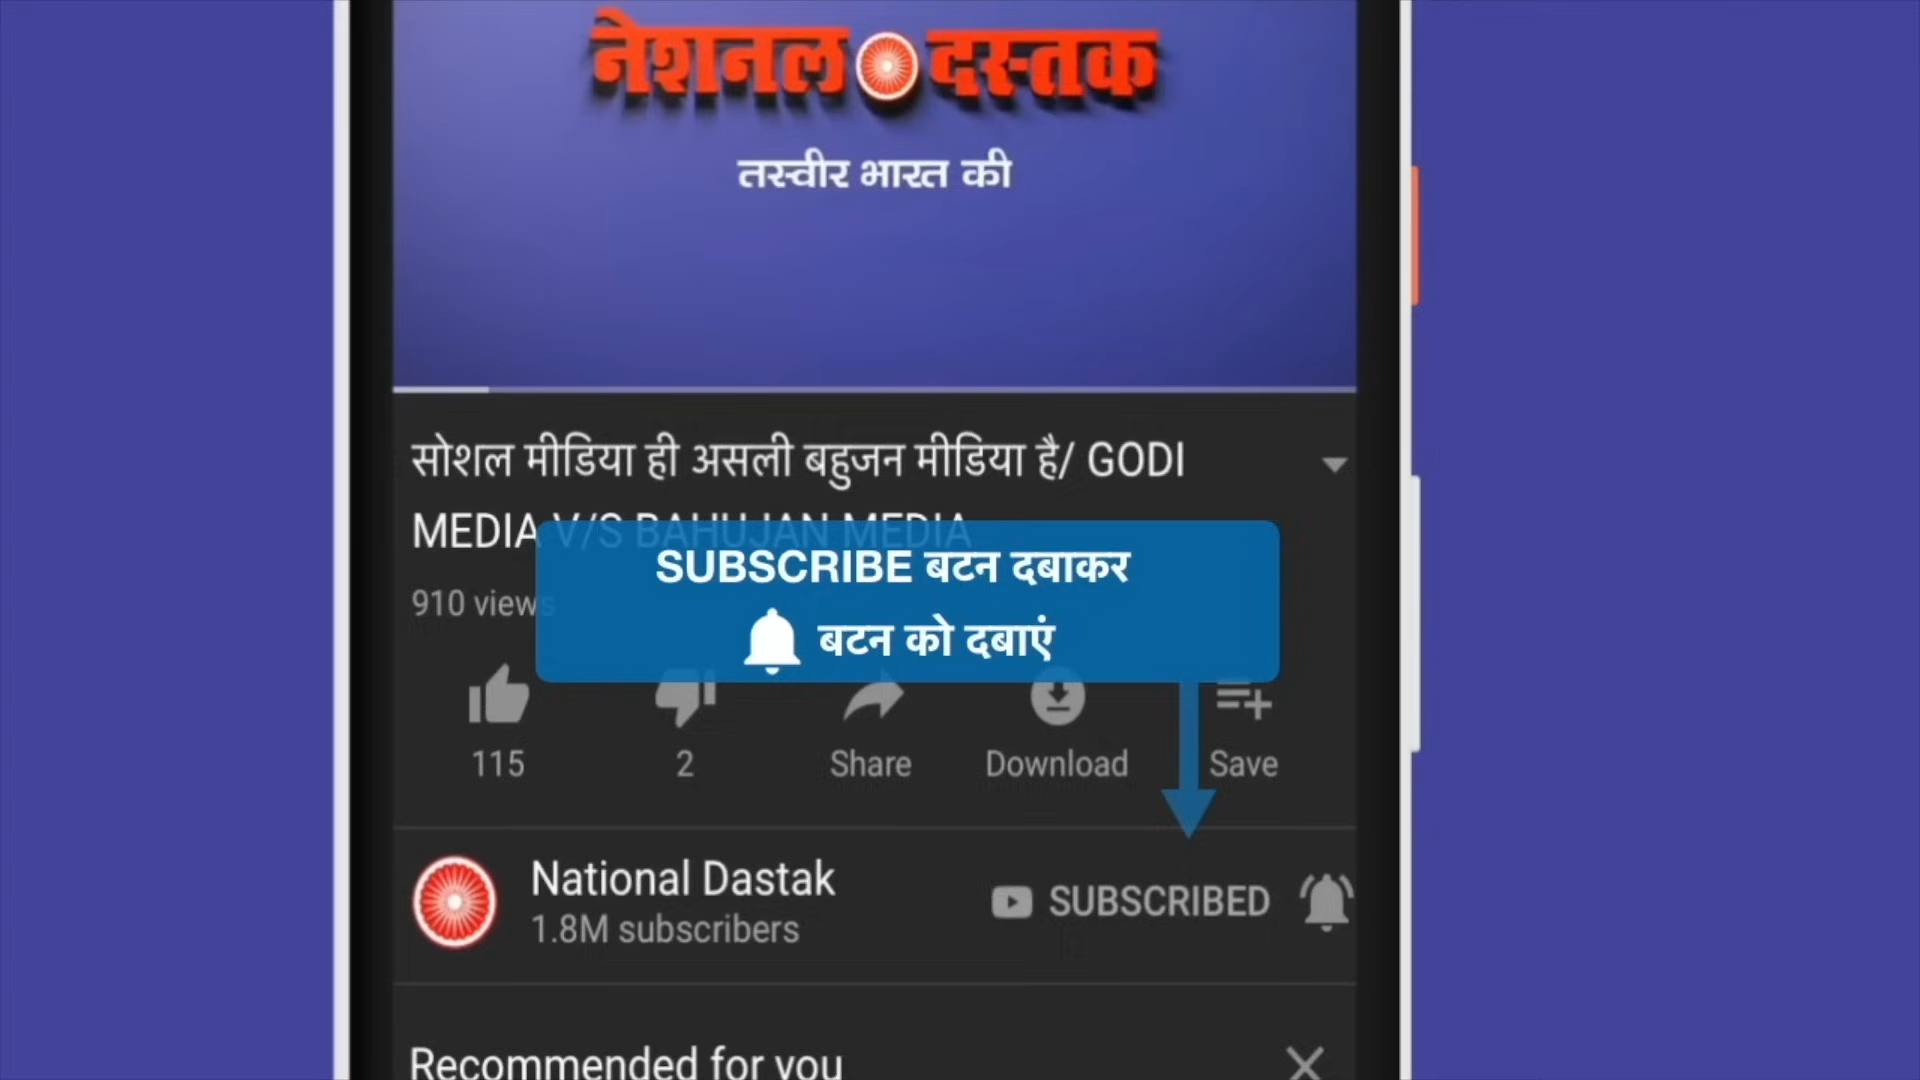 नेशनल दस्तक
तस्वीर भारत की
सोशल मीडिया ही असली बहुजन मीडिया है/ GODI
MEDIA V/S BAHUJAN MEDIA
SUBSCRIBE बटन दबाकर
बटन को दबाएं
910 views
115
2
Share
Download
Save
National Dastak
1.8M subscribers
SUBSCRIBED
Recommended for you